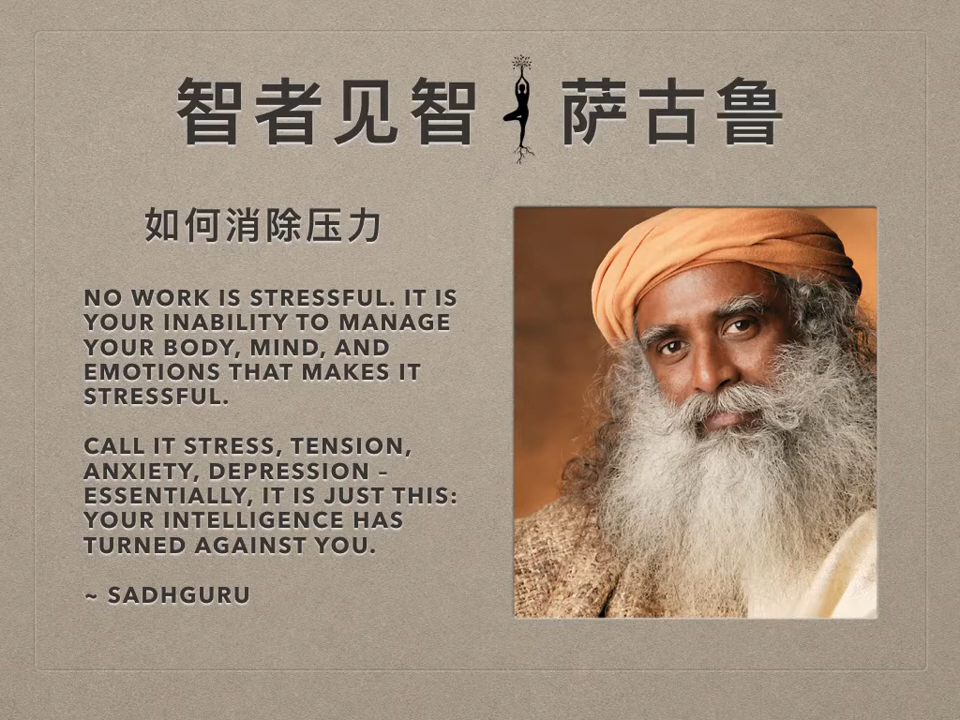 智者见智 萨古鲁
如何消除压力
NO WORK IS STRESSFUL. IT IS
YOUR INABILITY TO MANAGE
YOUR BODY, MIND, AND
EMOTIONS THAT MAKES IT
STRESSFUL.
CALL IT STRESS, TENSION,
ANXIETY, DEPRESSION –
ESSENTIALLY, IT IS JUST THIS:
YOUR INTELLIGENCE HAS
TURNED AGAINST YOU.
~ SADHGURU